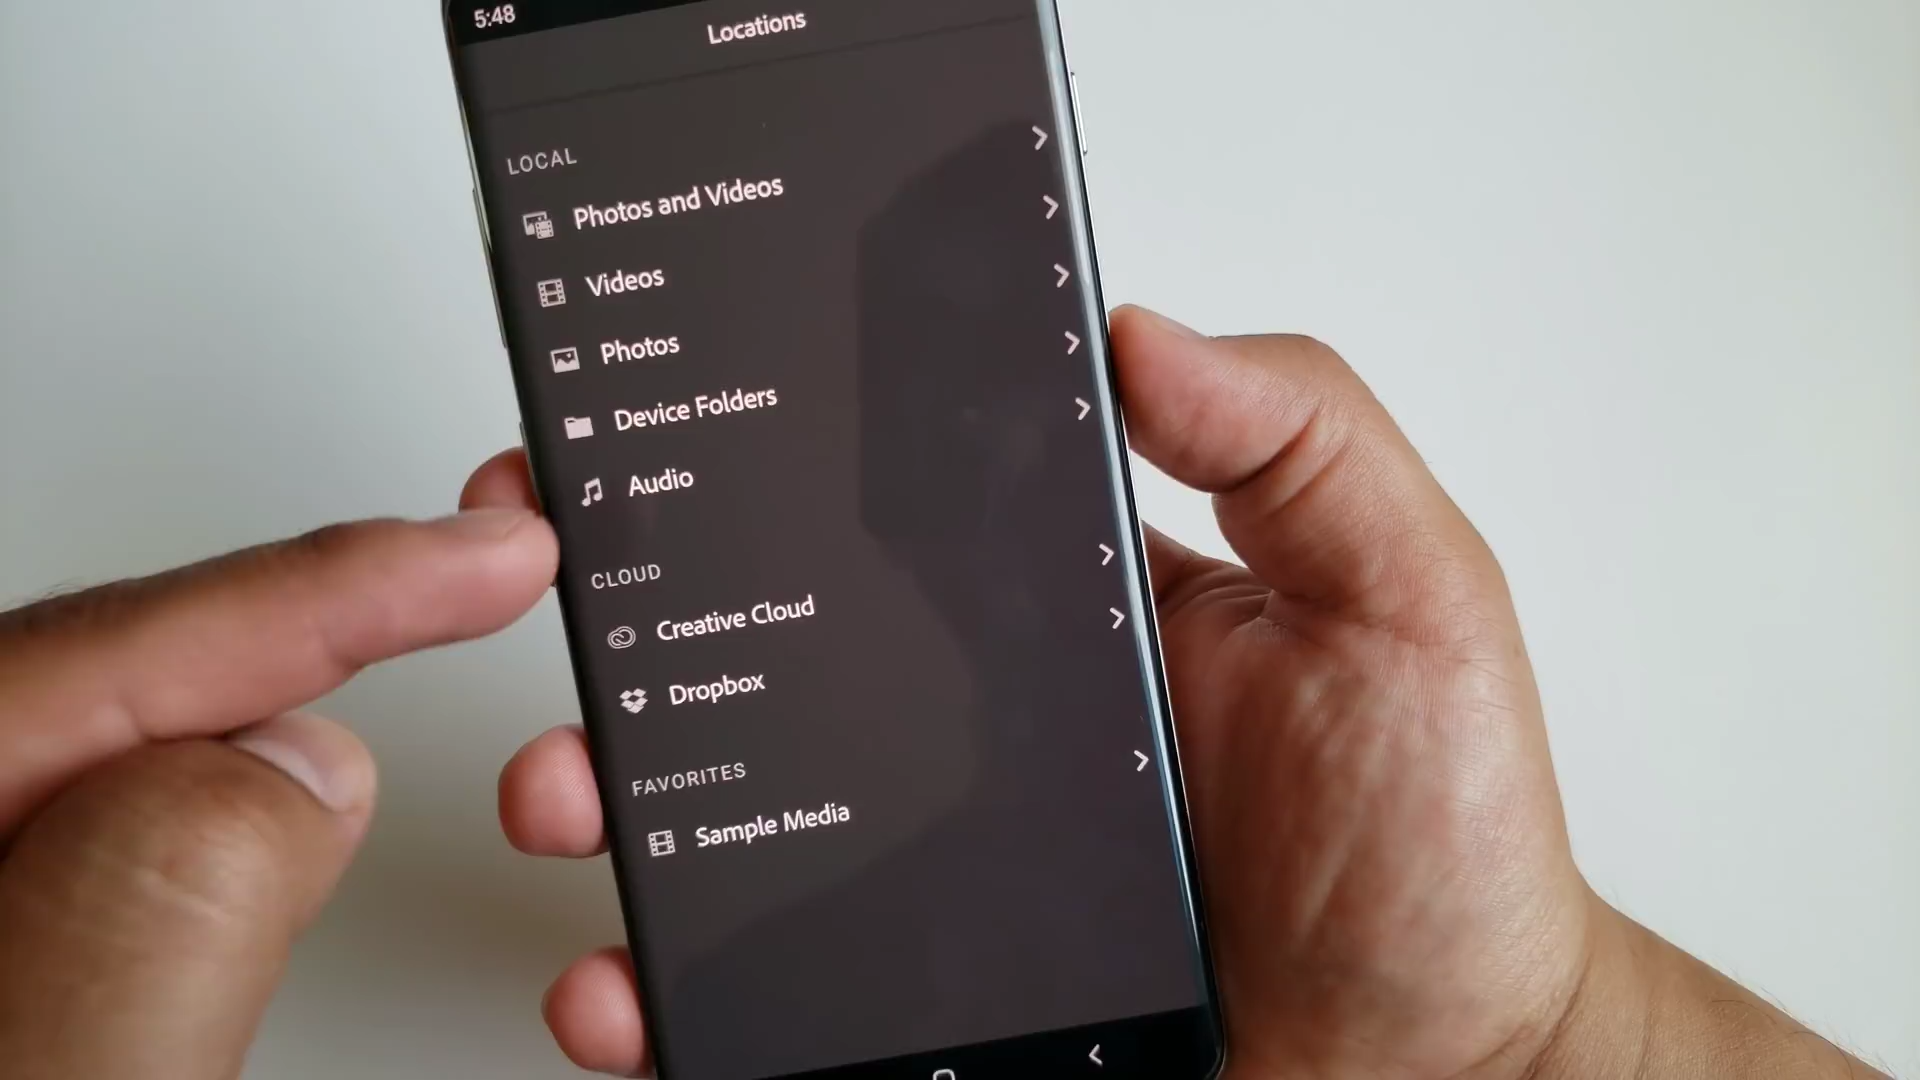 5:48
Locations
LOCAL
Photos and Videos
Videos
Photos
Device Folders
Audio
CLOUD
Creative Cloud
Dropbox
FAVORITES
Sample Media